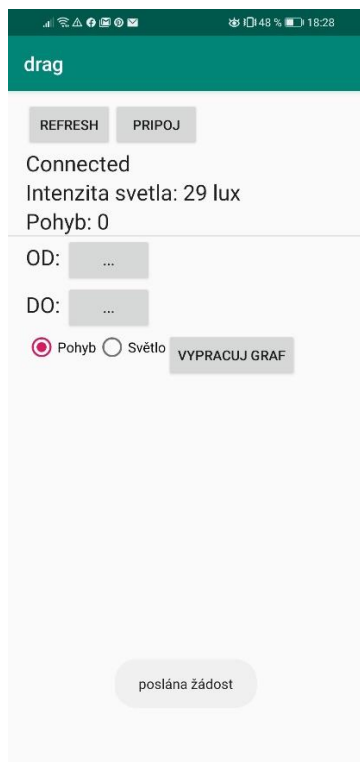 48 % 18:28
drag
REFRESH PRIPOJ
Connected
Intenzita svetla: 29 lux
Pohyb: 0
OD: ...
DO: ...
Pohyb Světlo VYPRACUJ GRAF
poslána žádost